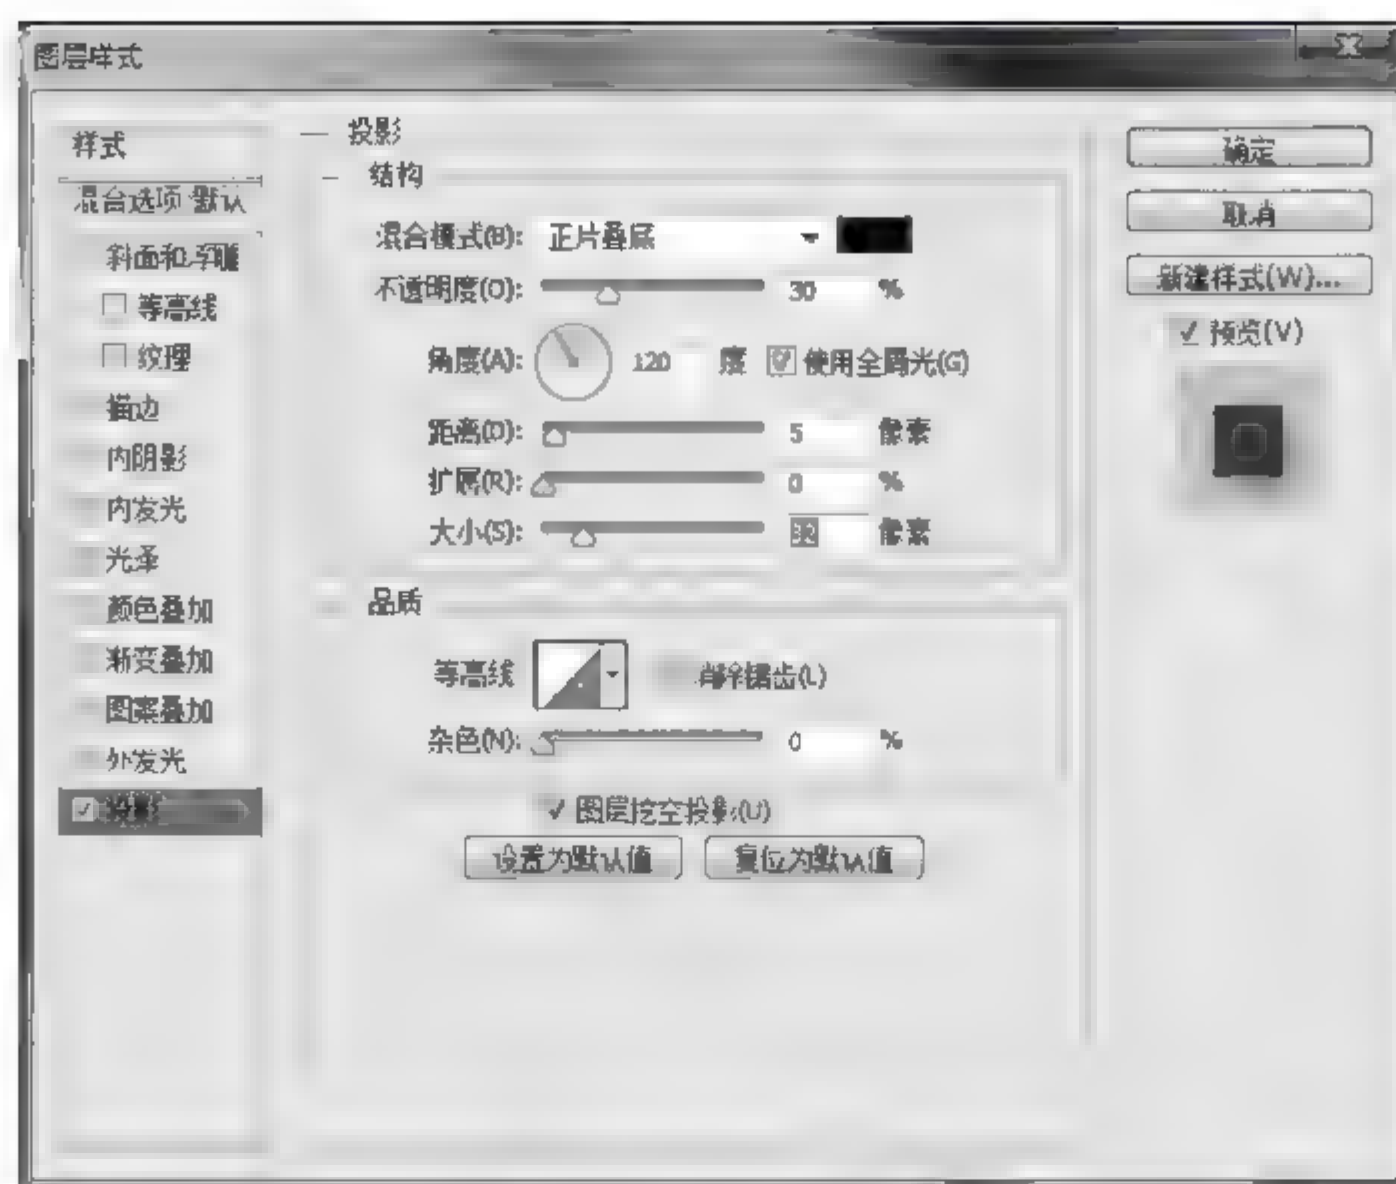 图层样式
样式
混合选项:默认
斜面和浮雕
等高线
纹理
描边
内阴影
内发光
光泽
颜色叠加
渐变叠加
图案叠加
外发光
投影
投影
结构
混合模式(B): 正片叠底
不透明度(O): 30 %
角度(A): 120 度 使用全局光(G)
距离(D): 5 像素
扩展(R): 0 %
大小(S): 像素
品质
等高线 消除锯齿(L)
杂色(N): 0 %
图层挖空投影(U)
设置为默认值 复位为默认值
确定
取消
新建样式(W)...
预览(V)